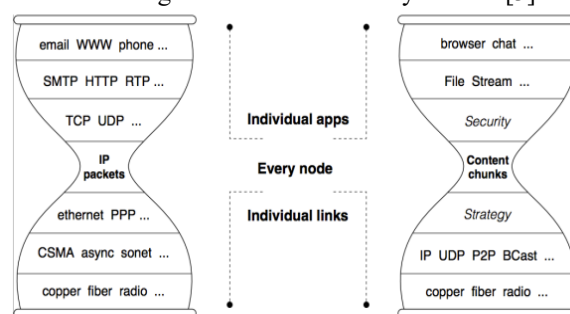 email WWW phone ...
SMTP HTTP RTP ...
TCP UDP ...
IP
packets
ethernet PPP ...
CSMA async sonet ...
copper fiber radio ...
Individual apps
Every node
Individual links
browser chat ...
File Stream ...
Security
Content
chunks
Strategy
IP UDP P2P BCast ...
copper fiber radio ...